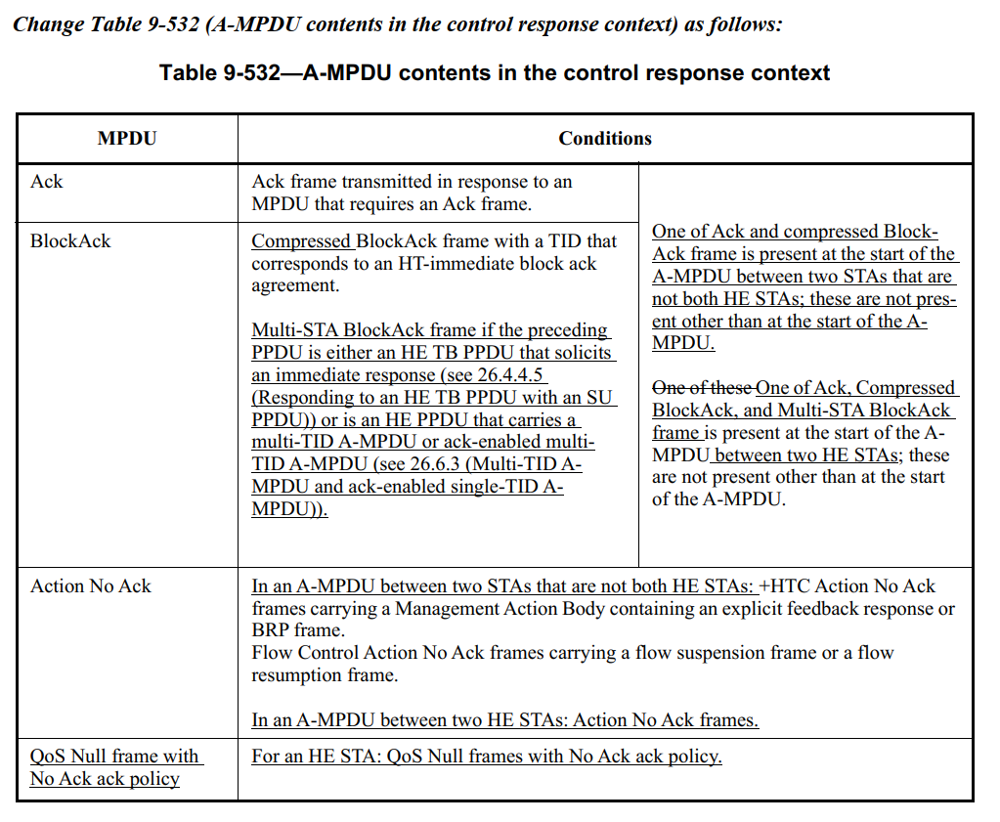 Change Table 9-532 (A-MPDU contents in the control response context) as follows:
Table 9-532—A-MPDU contents in the control response context
MPDU
Conditions
Ack
Ack frame transmitted in response to an
MPDU that requires an Ack frame.
BlockAck
Compressed BlockAck frame with a TID that
corresponds to an HT-immediate block ack
agreement.
Multi-STA BlockAck frame if the preceding
PPDU is either an HE TB PPDU that solicits
an immediate response (see 26.4.4.5
(Responding to an HE TB PPDU with an SU
PPDU)) or is an HE PPDU that carries a
multi-TID A-MPDU or ack-enabled multi-
TID A-MPDU (see 26.6.3 (Multi-TID A-
MPDU and ack-enabled single-TID A-
MPDU)).
One of Ack and compressed Block-
Ack frame is present at the start of the
A-MPDU between two STAs that are
not both HE STAs; these are not pres-
ent other than at the start of the A-
MPDU.
One of these One of Ack, Compressed
BlockAck, and Multi-STA BlockAck
frame is present at the start of the A-
MPDU between two HE STAs; these
are not present other than at the start
of the A-MPDU.
Action No Ack
In an A-MPDU between two STAs that are not both HE STAs: +HTC Action No Ack
frames carrying a Management Action Body containing an explicit feedback response or
BRP frame.
Flow Control Action No Ack frames carrying a flow suspension frame or a flow
resumption frame.
In an A-MPDU between two HE STAs: Action No Ack frames.
QoS Null frame with
No Ack ack policy
For an HE STA: QoS Null frames with No Ack ack policy.